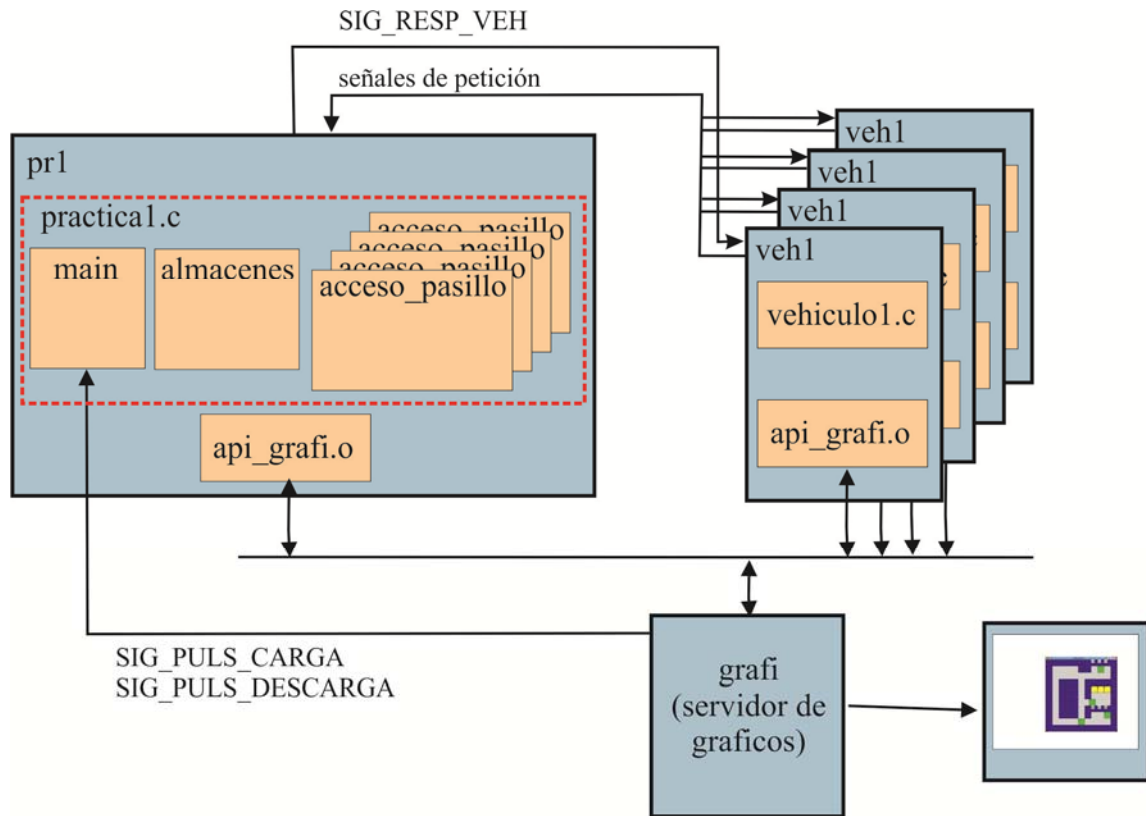 SIG_RESP_VEH
señales de petición
pr1
practica1.c
main
almacenes
acceso_pasillo
acceso_pasillo
acceso_pasillo
acceso_pasillo
api_grafi.o
veh1
veh1
veh1
veh1
vehiculo1.c
c
c
api_grafi.o
SIG_PULS_CARGA
SIG_PULS_DESCARGA
grafi
(servidor de
graficos)